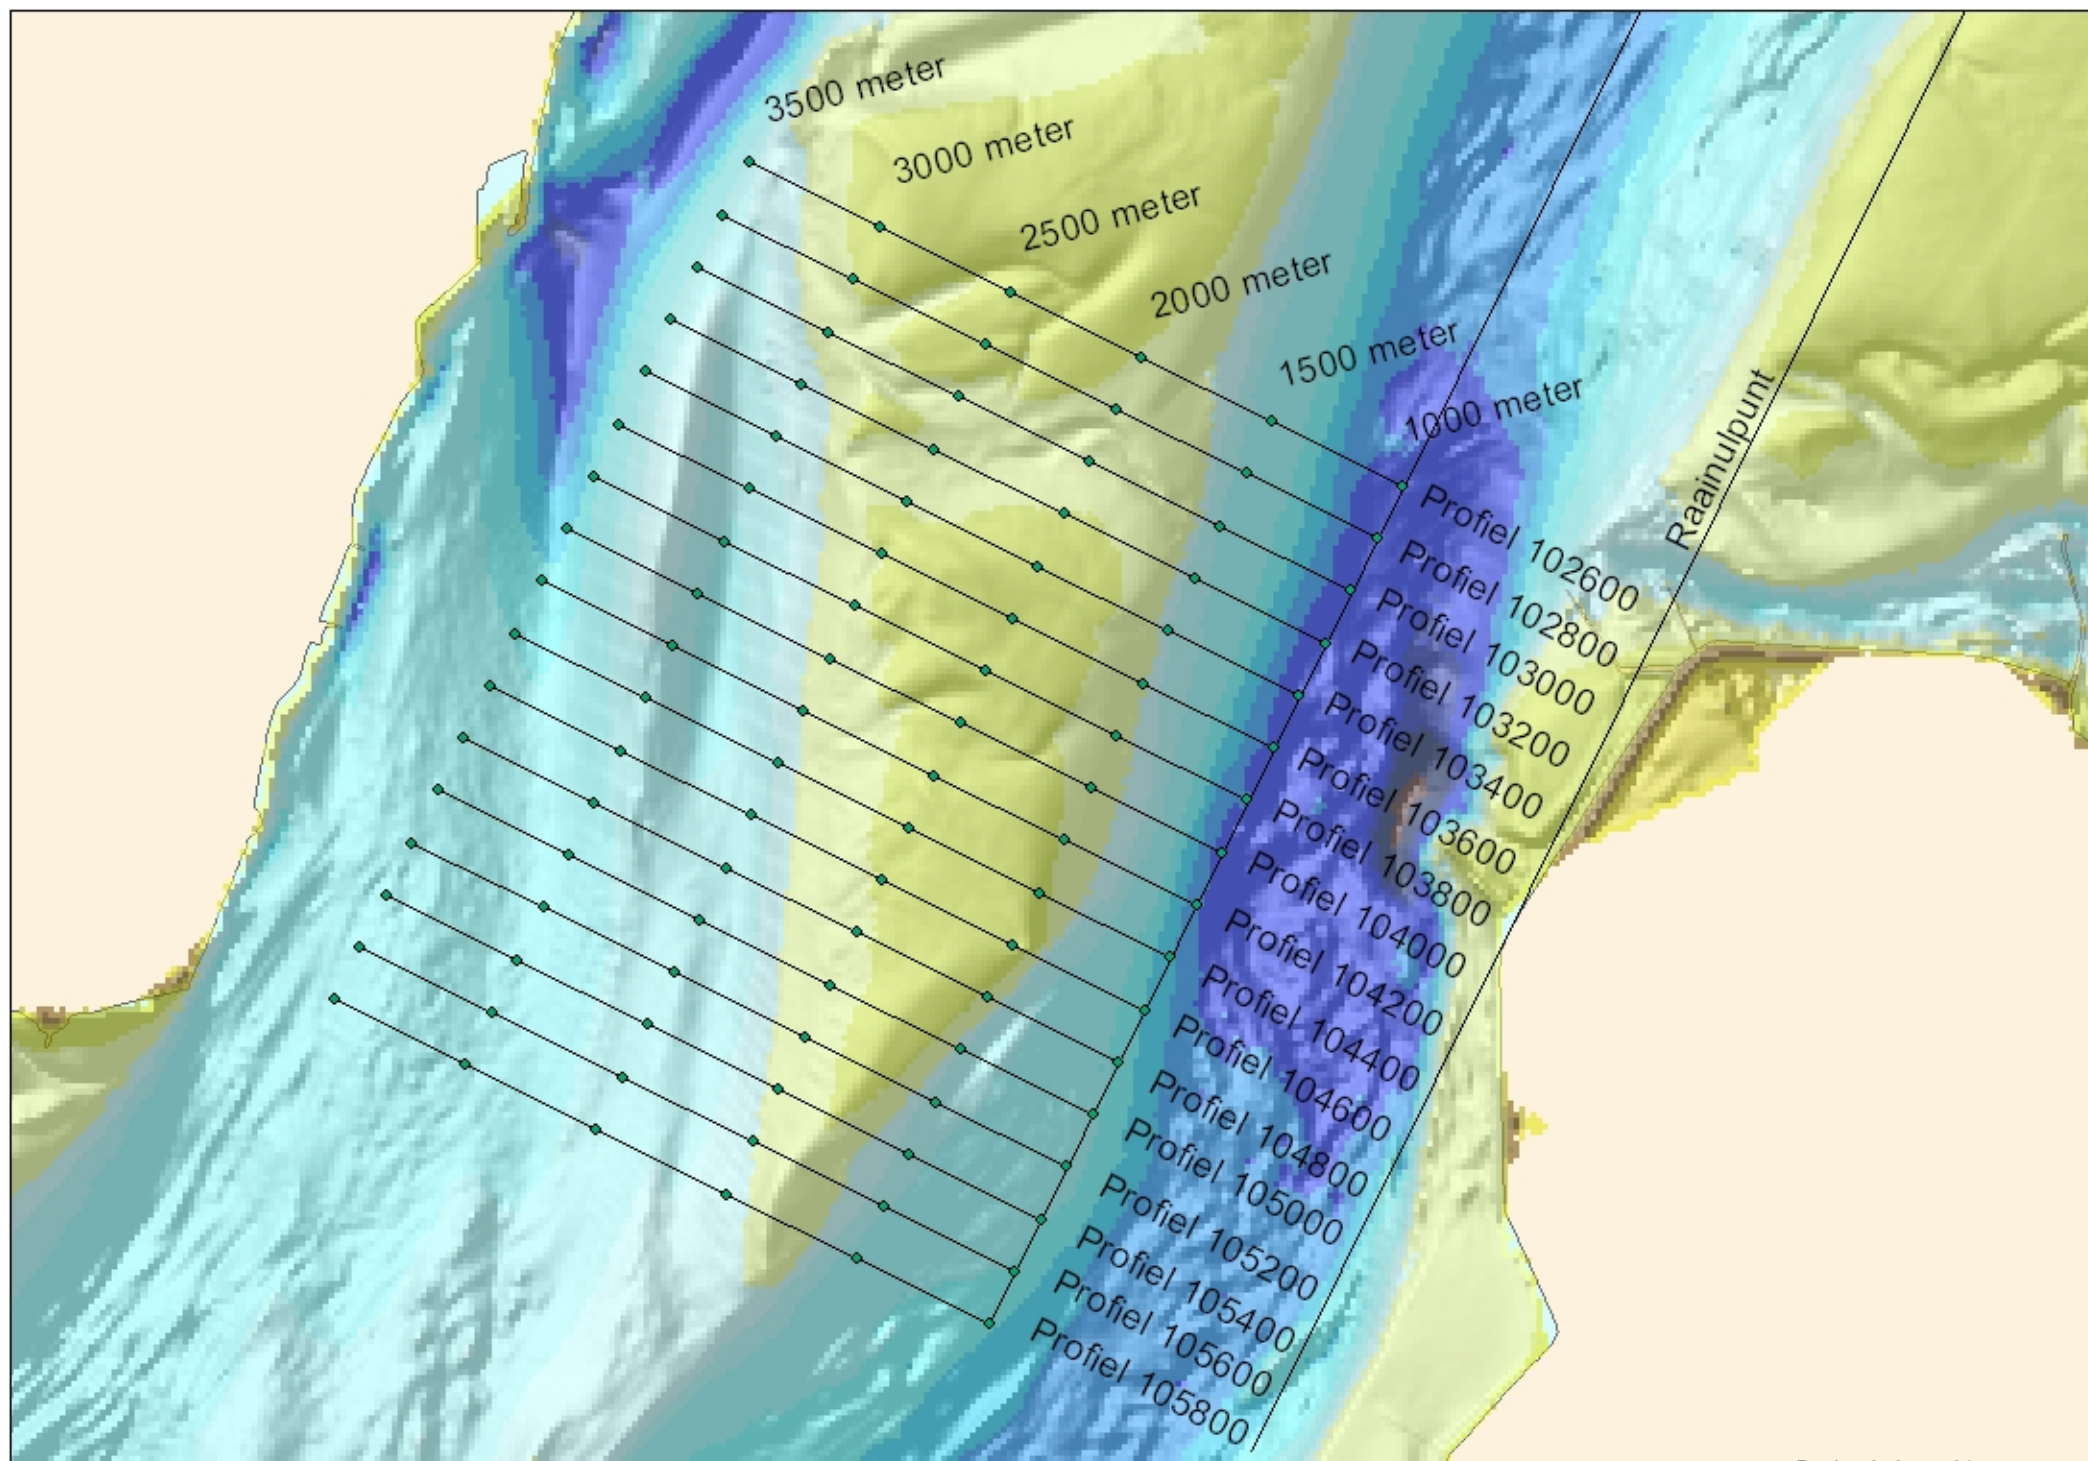 3500 meter
3000 meter
2500 meter
2000 meter
1500 meter
1000 meter
Raainulpunt
Profiel 102600
Profiel 102800
Profiel 103000
Profiel 103200
Profiel 103400
Profiel 103600
Profiel 103800
Profiel 104000
Profiel 104200
Profiel 104400
Profiel 104600
Profiel 104800
Profiel 105000
Profiel 105200
Profiel 105400
Profiel 105600
Profiel 105800